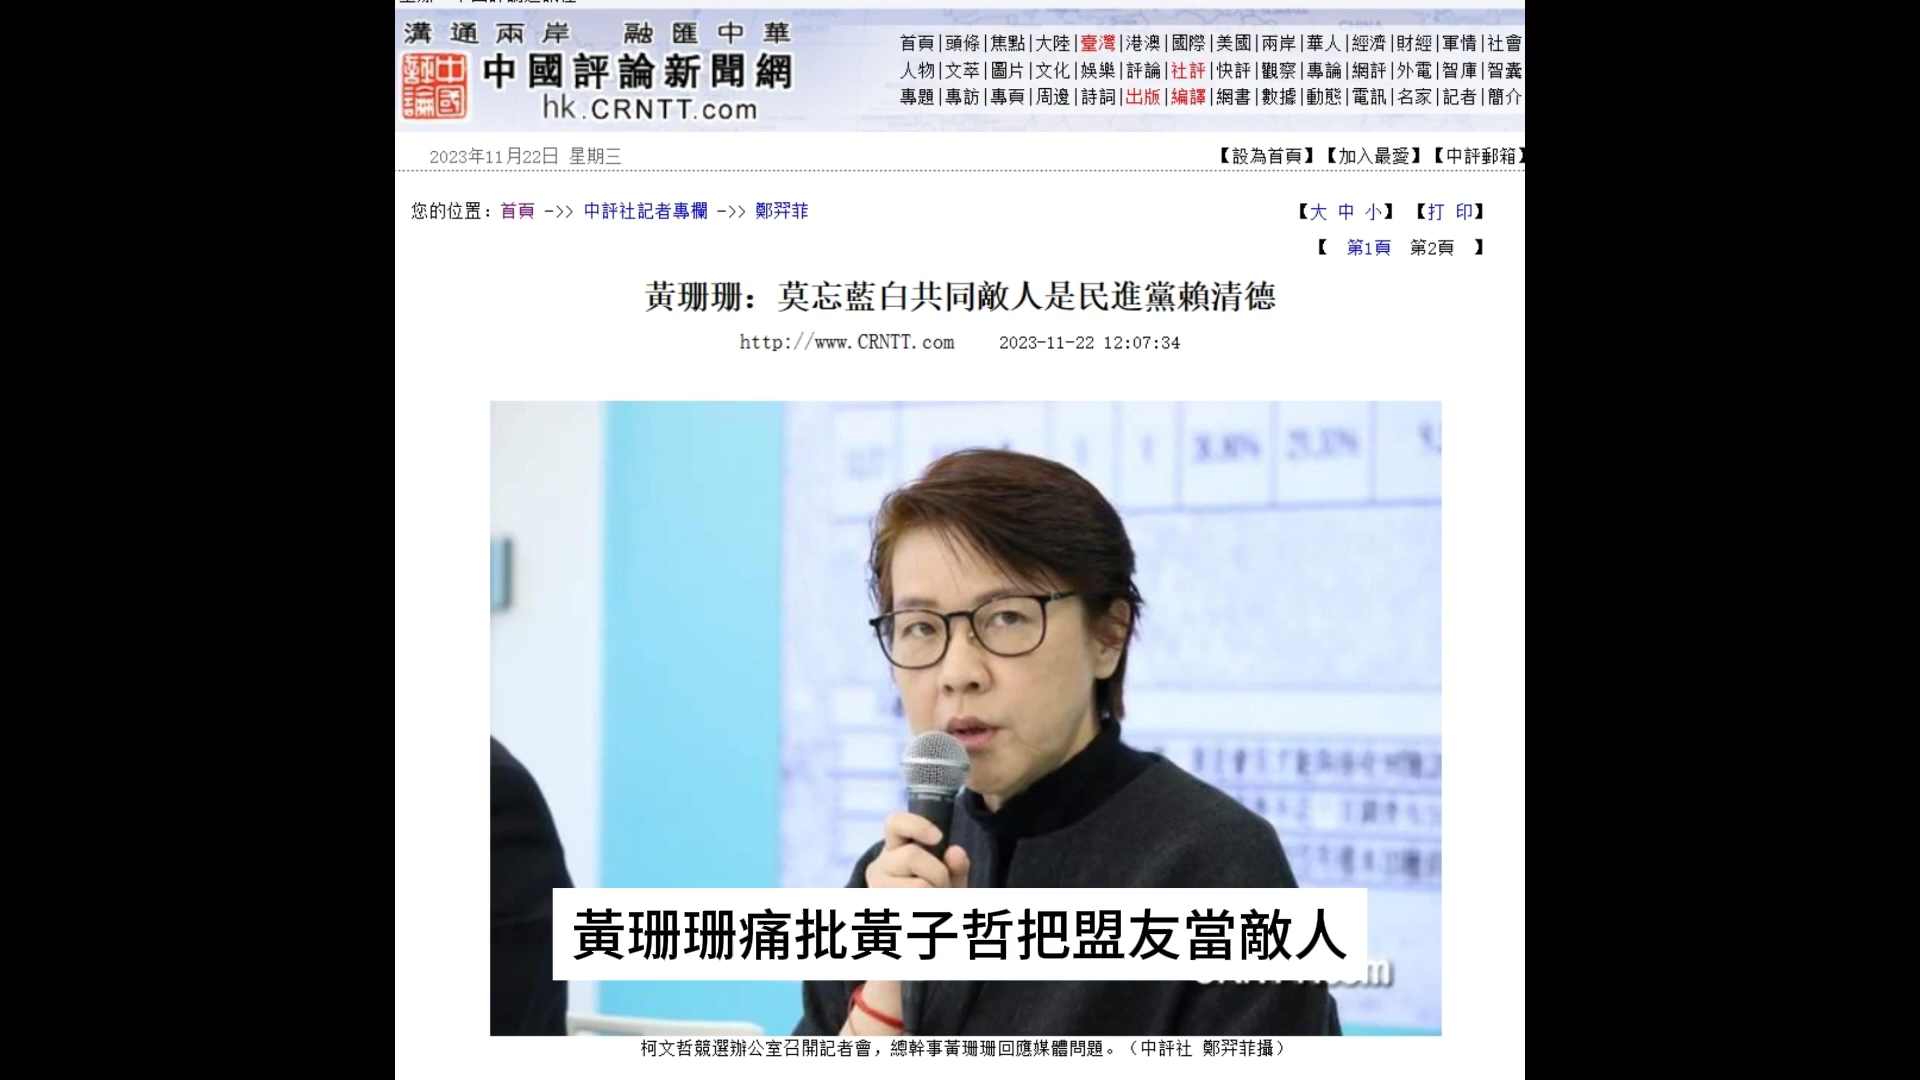 溝通兩岸 融匯中華
中國評論
中國評論新聞網
hk.CRNTT.com
首頁|頭條|焦點|大陸|臺灣|港澳|國際|美國|兩岸|華人|經濟|財經|軍情|社會
人物|文萃|圖片|文化|娛樂|評論|社評|快評|觀察|專論|網評|外電|智庫|智囊
專題|專訪|專頁|周邊|詩詞|出版|編譯|網書|數據|動態|電訊|名家|記者|簡介
2023年11月22日 星期三
【設為首頁】【加入最愛】【中評郵箱】
您的位置：首頁 ->> 中評社記者專欄 ->> 鄭羿菲
【大 中 小】 【打 印】
【 第1頁 第2頁 】
黃珊珊：莫忘藍白共同敵人是民進黨賴清德
http://www.CRNTT.com 2023-11-22 12:07:34
黃珊珊痛批黃子哲把盟友當敵人
柯文哲競選辦公室召開記者會，總幹事黃珊珊回應媒體問題。（中評社 鄭羿菲攝）